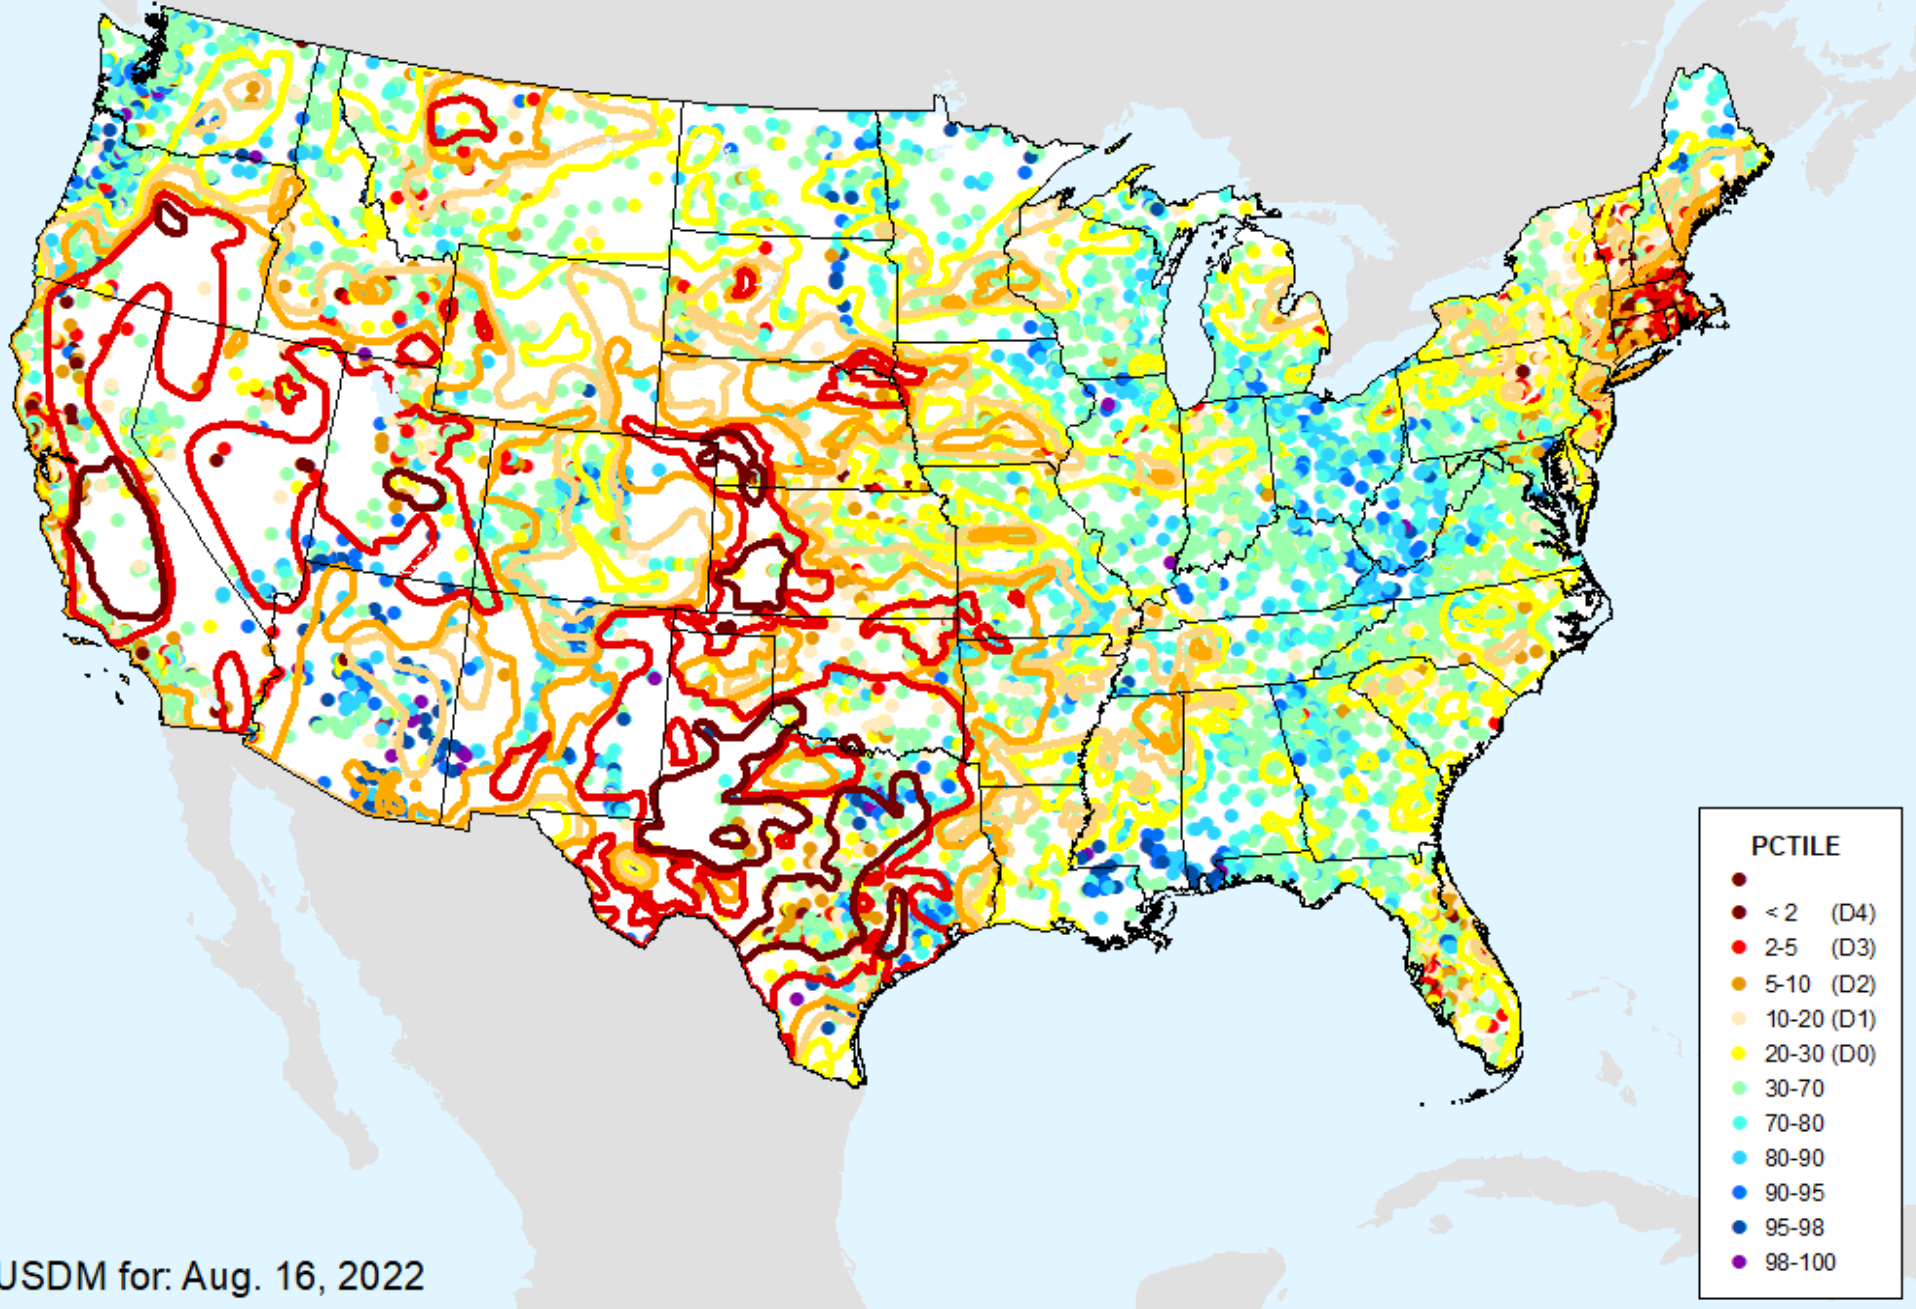 PCTILE
< 2 (D4)
2-5 (D3)
5-10 (D2)
10-20 (D1)
20-30 (D0)
30-70
70-80
80-90
90-95
95-98
98-100
USDM for: Aug. 16, 2022